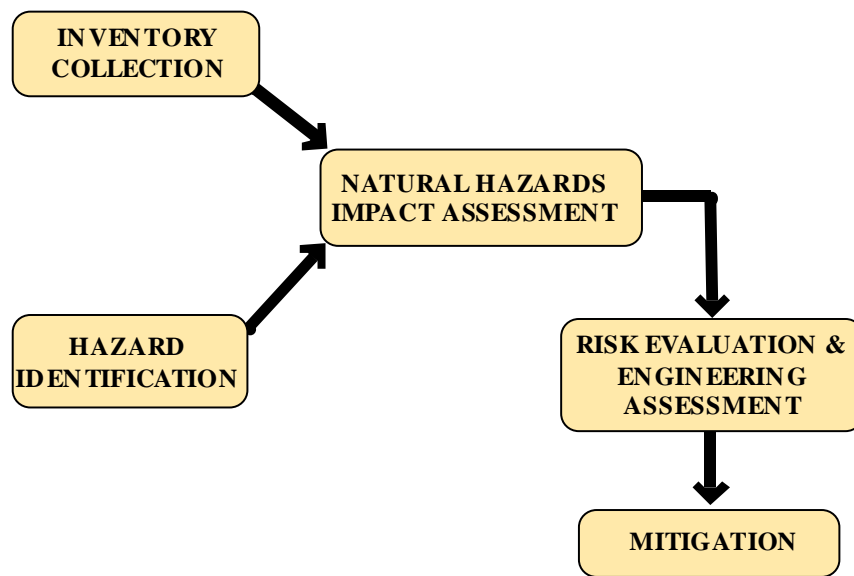 INVENTORY
COLLECTION
NATURAL HAZARDS
IMPACT ASSESSMENT
HAZARD
IDENTIFICATION
RISK EVALUATION &
ENGINEERING
ASSESSMENT
MITIGATION